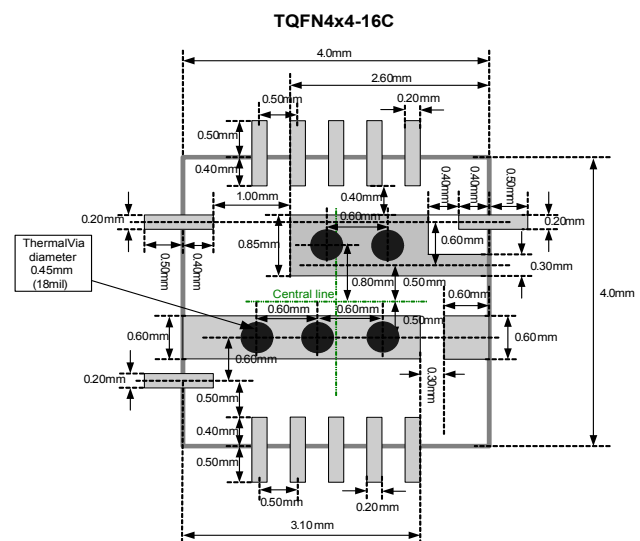 TQFN4x4-16C
4.0mm
2.60mm
0.50mm
0.20mm
0.50mm
0.40mm
1.00mm
0.40mm
0.40mm
0.40mm
0.50mm
0.20mm
0.60mm
0.20mm
0.85mm
0.60mm
ThermalVia
diameter
0.45mm
(18mil)
0.50mm
0.40mm
0.30mm
0.80mm
0.50mm
Central line
0.60mm
4.0mm
0.60mm
0.60mm
0.50mm
0.60mm
0.60mm
0.60mm
0.20mm
0.30mm
0.50mm
0.40mm
0.50mm
0.50mm
0.20mm
3.10mm